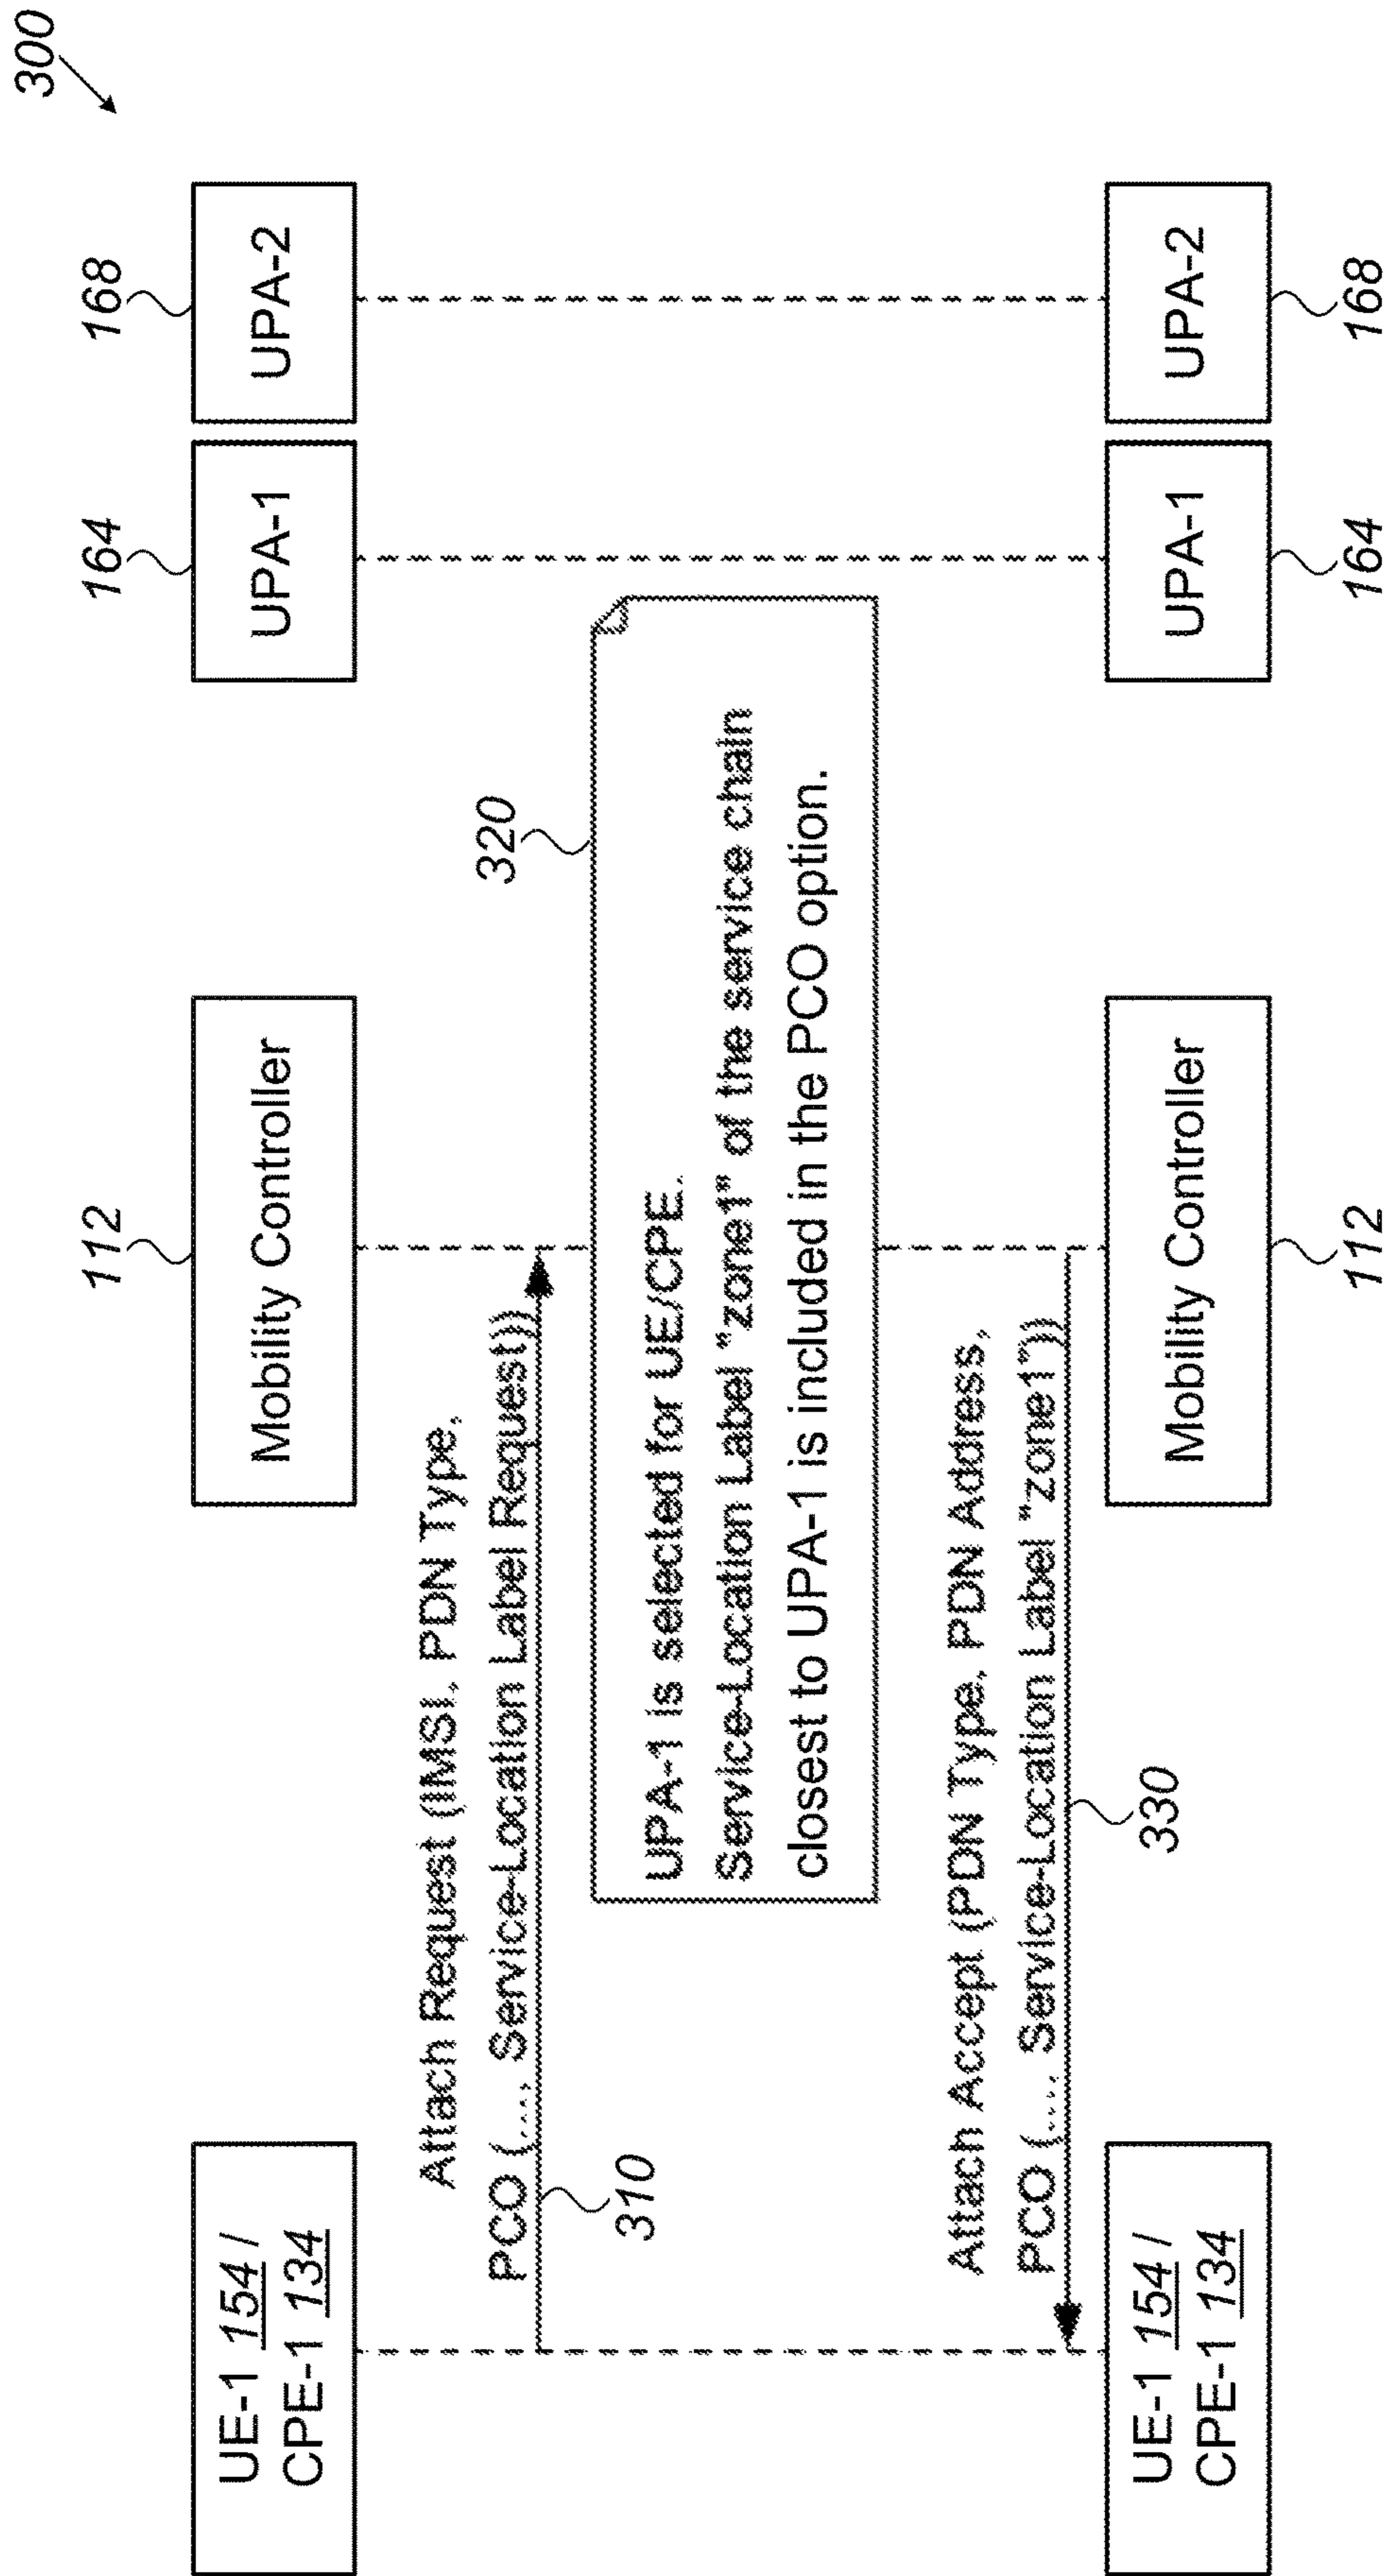 300
112
164
168
UE-1 154 /
CPE-1 134
Mobility Controller
UPA-1
UPA-2
Attach Request (IMSI, PDN Type,
PCO (..., Service-Location Label Request))
310
320
UPA-1 is selected for UE/CPE.
Service-Location Label "zone1" of the service chain
closest to UPA-1 is included in the PCO option.
Attach Accept (PDN Type, PDN Address,
PCO (...., Service-Location Label "zone1"))
330
UE-1 154 /
CPE-1 134
Mobility Controller
UPA-1
UPA-2
112
164
168